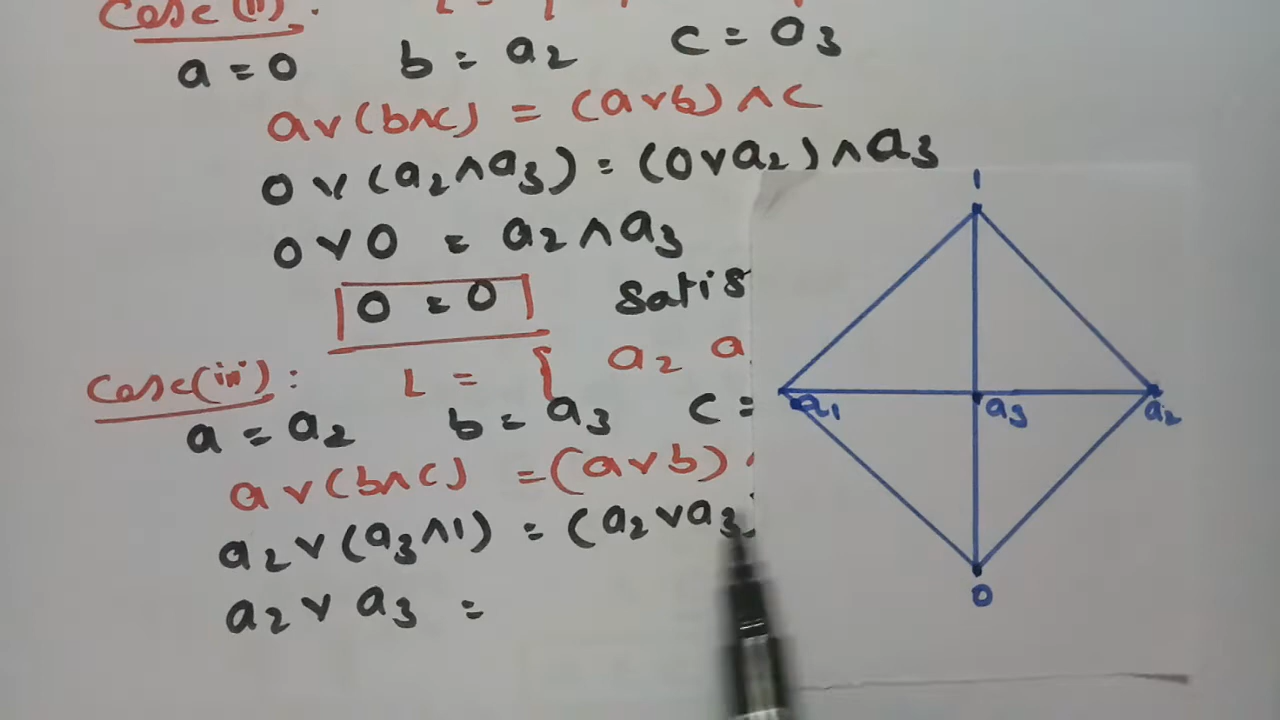 Case (ii) :
a = 0 b = a2 c = a3
a∨(b∧c) = (a∨b)∧c
0∨(a2∧a3) = (0∨a2)∧a3
0∨0 = a2∧a3
0 = 0 Satis
Case(iii) : L = { a2 a
a = a2 b = a3 c =
a∨(b∧c) = (a∨b)
a2∨(a3∧1) = (a2∨a3)
a2∨a3 =
1
a1 a3 a2
0